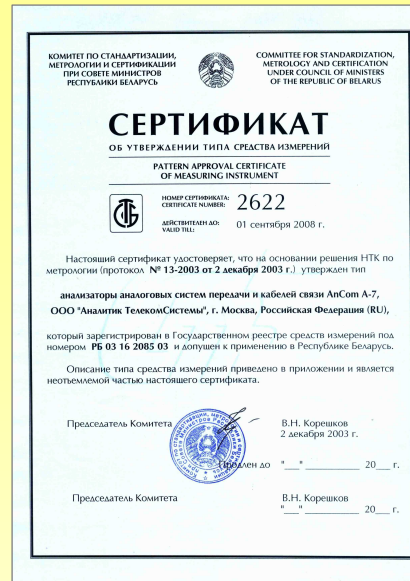 КОМИТЕТ ПО СТАНДАРТИЗАЦИИ,
МЕТРОЛОГИИ И СЕРТИФИКАЦИИ
ПРИ СОВЕТЕ МИНИСТРОВ
РЕСПУБЛИКИ БЕЛАРУСЬ
COMMITTEE FOR STANDARDIZATION,
METROLOGY AND CERTIFICATION
UNDER COUNCIL OF MINISTERS
OF THE REPUBLIC OF BELARUS
СЕРТИФИКАТ
ОБ УТВЕРЖДЕНИИ ТИПА СРЕДСТВА ИЗМЕРЕНИЙ
PATTERN APPROVAL CERTIFICATE
OF MEASURING INSTRUMENT
НОМЕР СЕРТИФИКАТА:
CERTIFICATE NUMBER:
2622
ДЕЙСТВИТЕЛЕН ДО:
VALID TILL:
01 сентября 2008 г.
Настоящий сертификат удостоверяет, что на основании решения НТК по
метрологии (протокол № 13-2003 от 2 декабря 2003 г.) утвержден тип
анализаторы аналоговых систем передачи и кабелей связи AnCom A-7,
ООО "Аналитик ТелекомСистемы", г. Москва, Российская Федерация (RU),
который зарегистрирован в Государственном реестре средств измерений под
номером РБ 03 16 2085 03 и допущен к применению в Республике Беларусь.
Описание типа средства измерений приведено в приложении и является
неотъемлемой частью настоящего сертификата.
Председатель Комитета
В.Н. Корешков
2 декабря 2003 г.
Продлен до "___" __________ 20___ г.
Председатель Комитета
В.Н. Корешков
"___" __________ 20___ г.